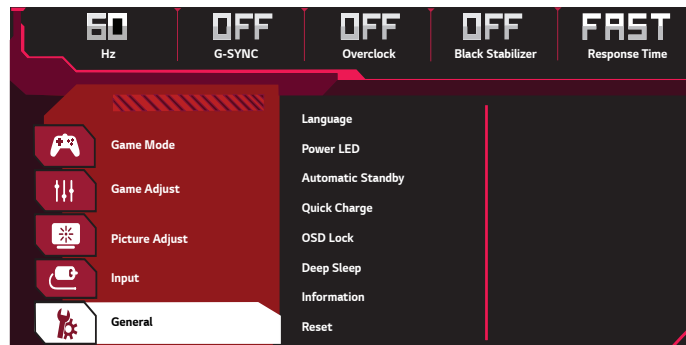 60 OFF OFF OFF FAST
Hz G-SYNC Overclock Black Stabilizer Response Time
Game Mode
Game Adjust
Picture Adjust
Input
General
Language
Power LED
Automatic Standby
Quick Charge
OSD Lock
Deep Sleep
Information
Reset